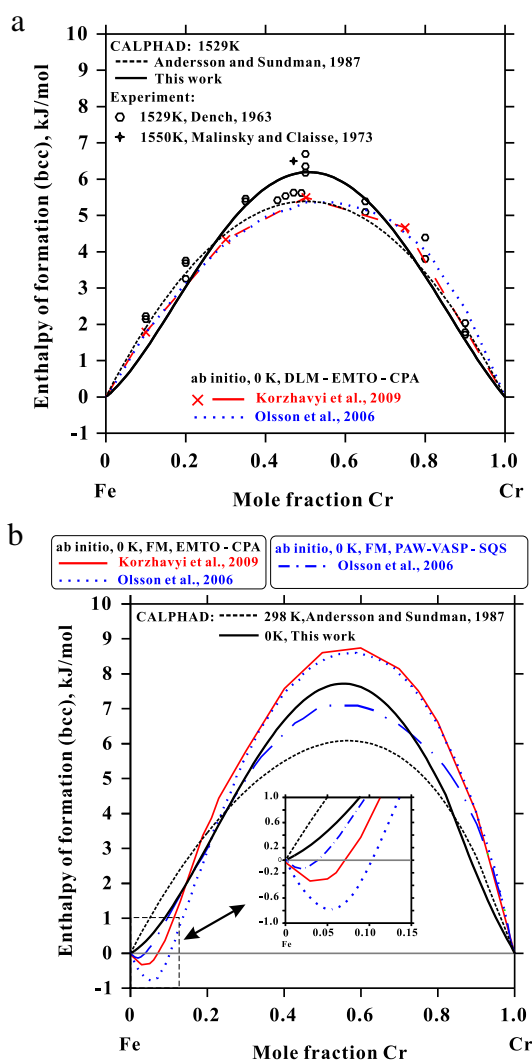 a
10
9
8
7
6
5
4
3
2
1
0
-1
Enthalpy of formation (bcc), kJ/mol
CALPHAD: 1529K
Andersson and Sundman, 1987
This work
Experiment:
1529K, Dench, 1963
1550K, Malinsky and Claisse, 1973
ab initio, 0 K, DLM - EMTO - CPA
Korzhavyi et al., 2009
Olsson et al., 2006
0 0.2 0.4 0.6 0.8 1.0
Fe Mole fraction Cr Cr
b
ab initio, 0 K, FM, EMTO - CPA
Korzhavyi et al., 2009
Olsson et al., 2006
ab initio, 0 K, FM, PAW-VASP - SQS
Olsson et al., 2006
10
9
8
7
6
5
4
3
2
1
0
-1
Enthalpy of formation (bcc), kJ/mol
CALPHAD: 298 K, Andersson and Sundman, 1987
0K, This work
1.0
0.6
0.2
0
-0.2
-0.6
-1.0
0 0.05 0.10 0.15
Fe
0 0.2 0.4 0.6 0.8 1.0
Fe Mole fraction Cr Cr